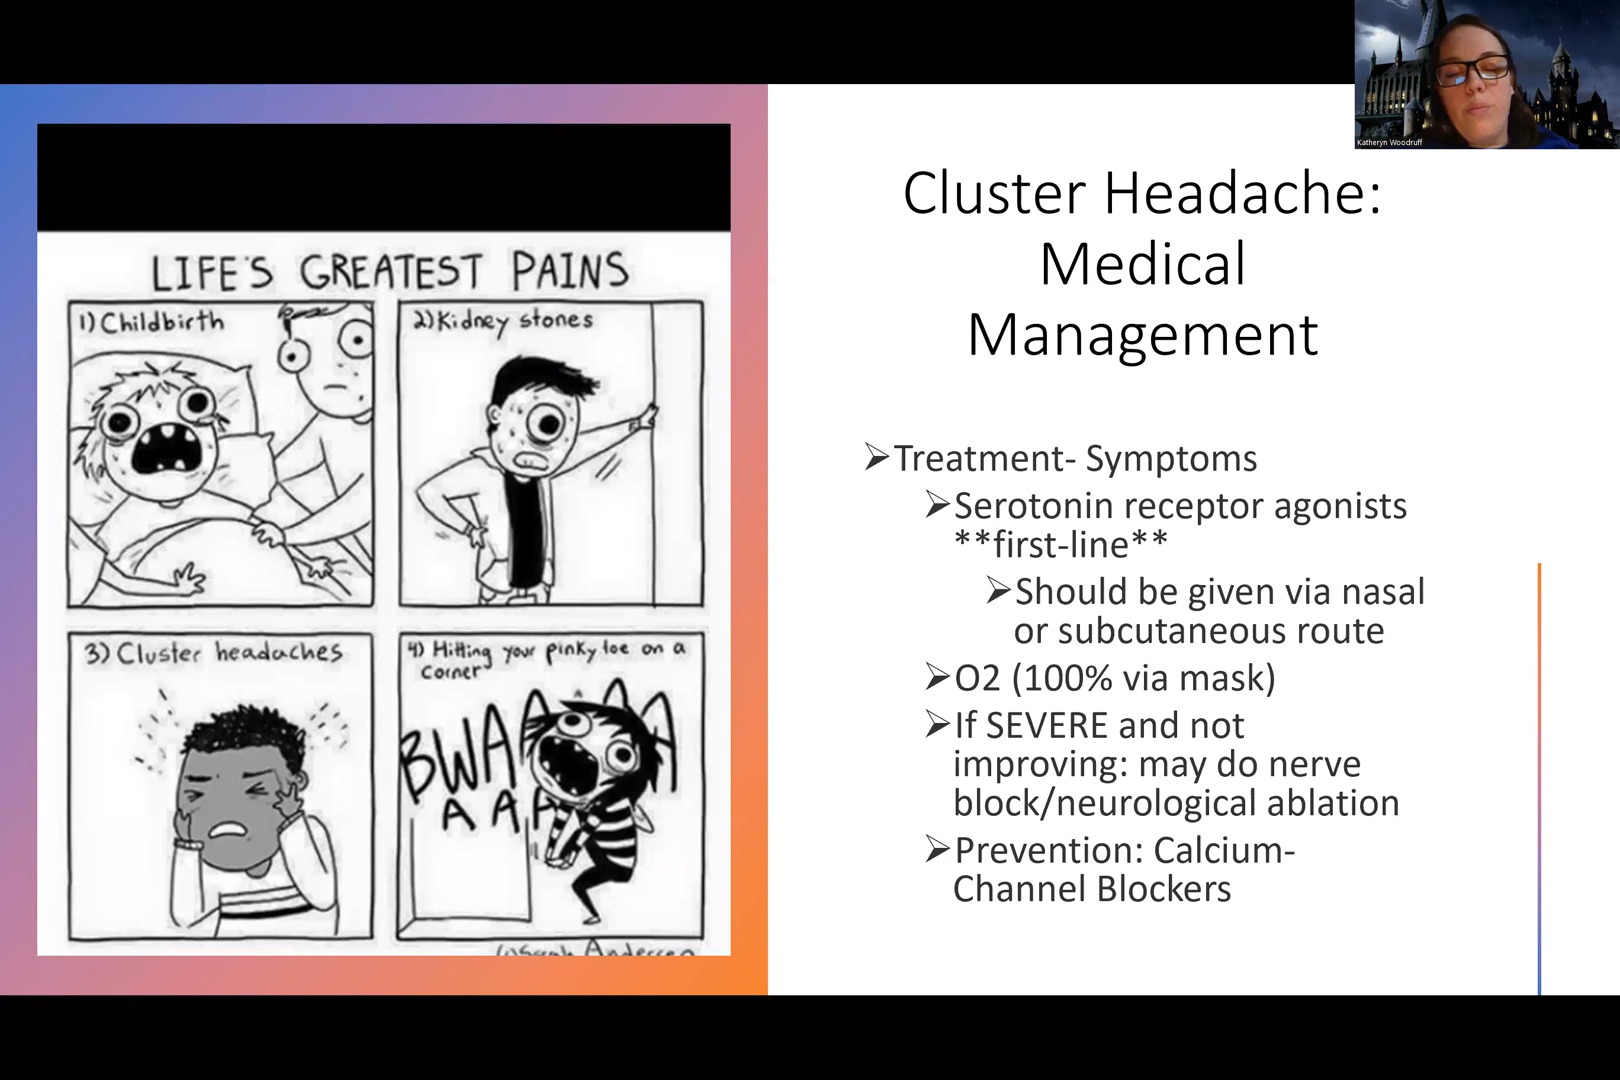 Katheryn Woodruff
LIFE'S GREATEST PAINS
1) Childbirth
2) Kidney stones
3) Cluster headaches
4) Hitting your pinky toe on a
corner
BWAAAAA
AAA
Cluster Headache:
Medical
Management
Treatment- Symptoms
Serotonin receptor agonists
**first-line**
Should be given via nasal
or subcutaneous route
O2 (100% via mask)
If SEVERE and not
improving: may do nerve
block/neurological ablation
Prevention: Calcium-
Channel Blockers